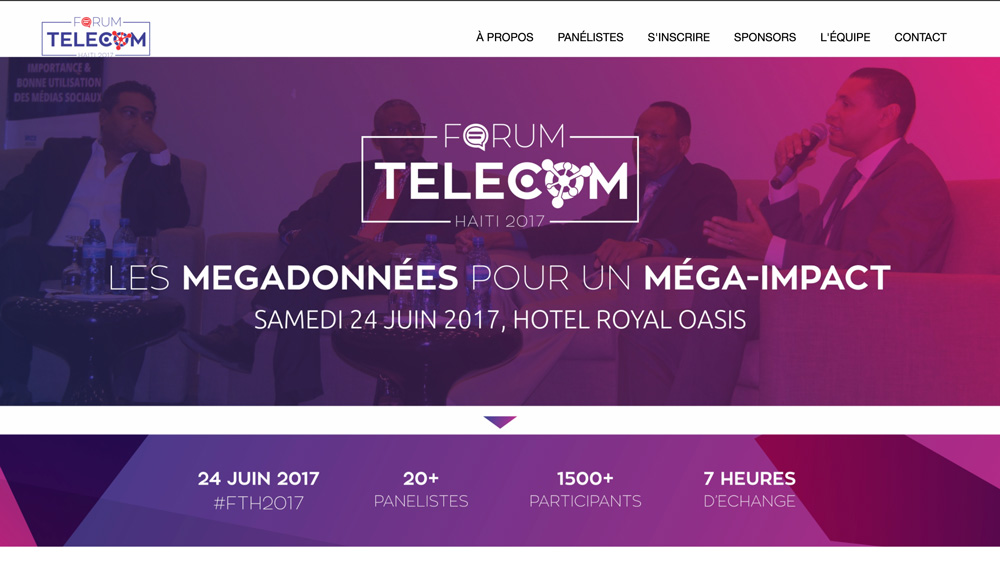 FORUM
TELECOM
HAITI 2017
À PROPOS
PANÉLISTES
S'INSCRIRE
SPONSORS
L'ÉQUIPE
CONTACT
IMPORTANCE &
BONNE UTILISATION
DES MÉDIAS SOCIAUX
FORUM
TELECOM
HAITI 2017
LES MEGADONNÉES POUR UN MÉGA-IMPACT
SAMEDI 24 JUIN 2017, HOTEL ROYAL OASIS
24 JUIN 2017
#FTH2017
20+
PANELISTES
1500+
PARTICIPANTS
7 HEURES
D'ECHANGE